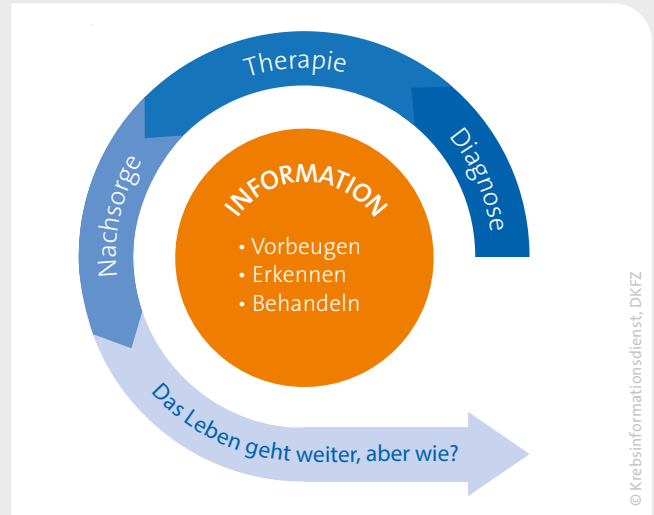 Therapie
Diagnose
Nachsorge
INFORMATION
• Vorbeugen
• Erkennen
• Behandeln
Das Leben geht weiter, aber wie?
© Krebsinformationsdienst, DKFZ